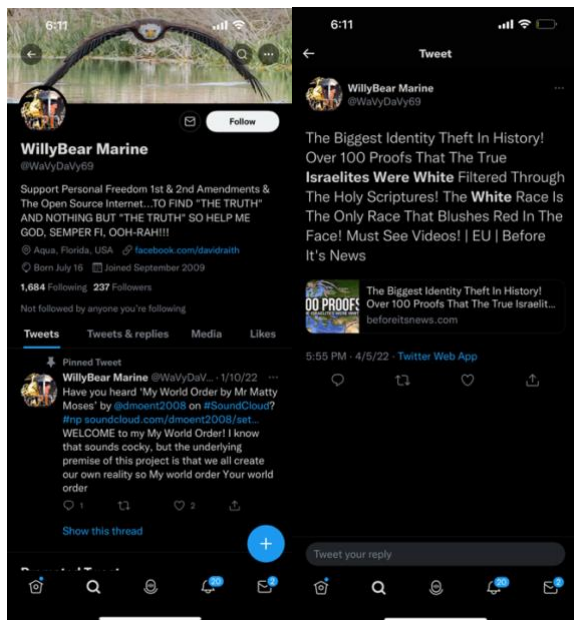 6:11
Follow
WillyBear Marine
@WaVyDaVy69
Support Personal Freedom 1st & 2nd Amendments &
The Open Source Internet...TO FIND "THE TRUTH"
AND NOTHING BUT "THE TRUTH" SO HELP ME
GOD, SEMPER FI, OOH-RAH!!!
Aqua, Florida, USA facebook.com/davidraith
Born July 16 Joined September 2009
1,684 Following 237 Followers
Not followed by anyone you're following
Tweets Tweets & replies Media Likes
Pinned Tweet
WillyBear Marine @WaVyDaV... · 1/10/22
Have you heard 'My World Order by Mr Matty
Moses' by @dmoent2008 on #SoundCloud?
#np soundcloud.com/dmoent2008/set...
WELCOME to my My World Order! I know
that sounds cocky, but the underlying
premise of this project is that we all create
our own reality so My world order Your world
order
1 2
Show this thread
20 2
6:11
Tweet
WillyBear Marine
@WaVyDaVy69
The Biggest Identity Theft In History!
Over 100 Proofs That The True
Israelites Were White Filtered Through
The Holy Scriptures! The White Race Is
The Only Race That Blushes Red In The
Face! Must See Videos! | EU | Before
It's News
00 PROOFS
The Biggest Identity Theft In History!
Over 100 Proofs That The True Israelit...
beforeitsnews.com
5:55 PM · 4/5/22 · Twitter Web App
Tweet your reply
20 2